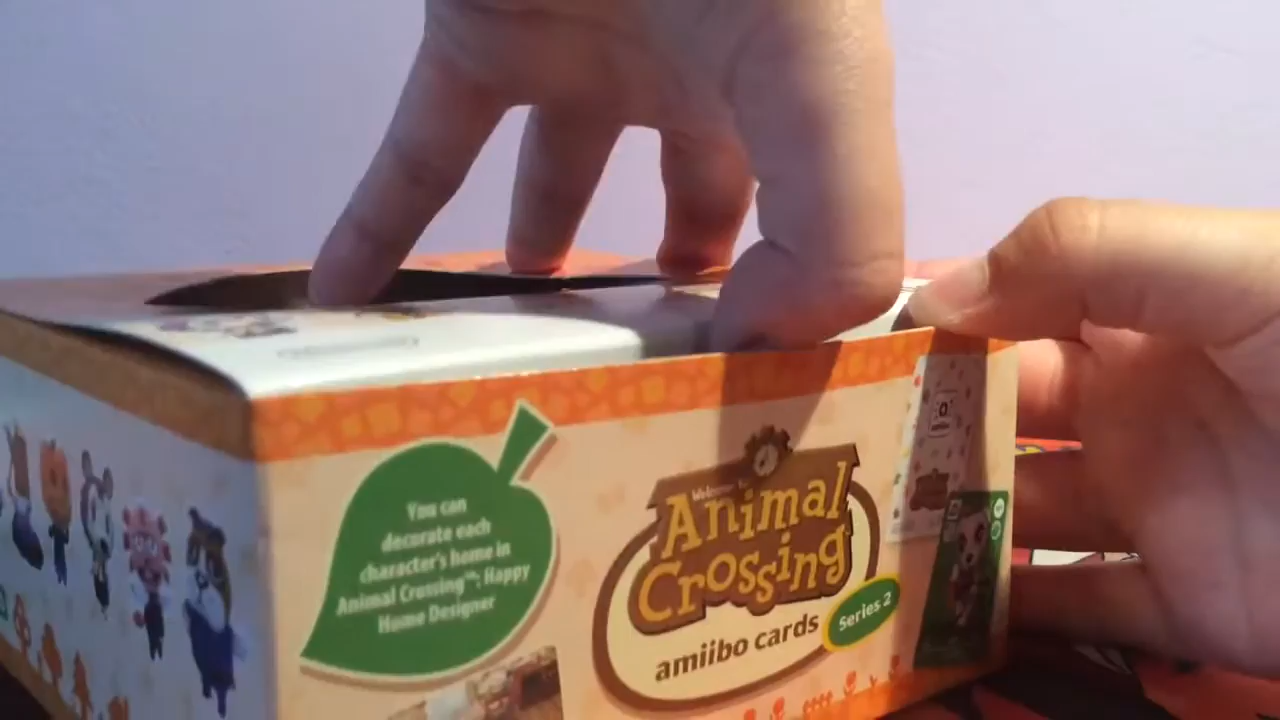 You can
decorate each
character's home in
Animal Crossing™: Happy
Home Designer
Welcome to
Animal
Crossing
amiibo cards
Series 2